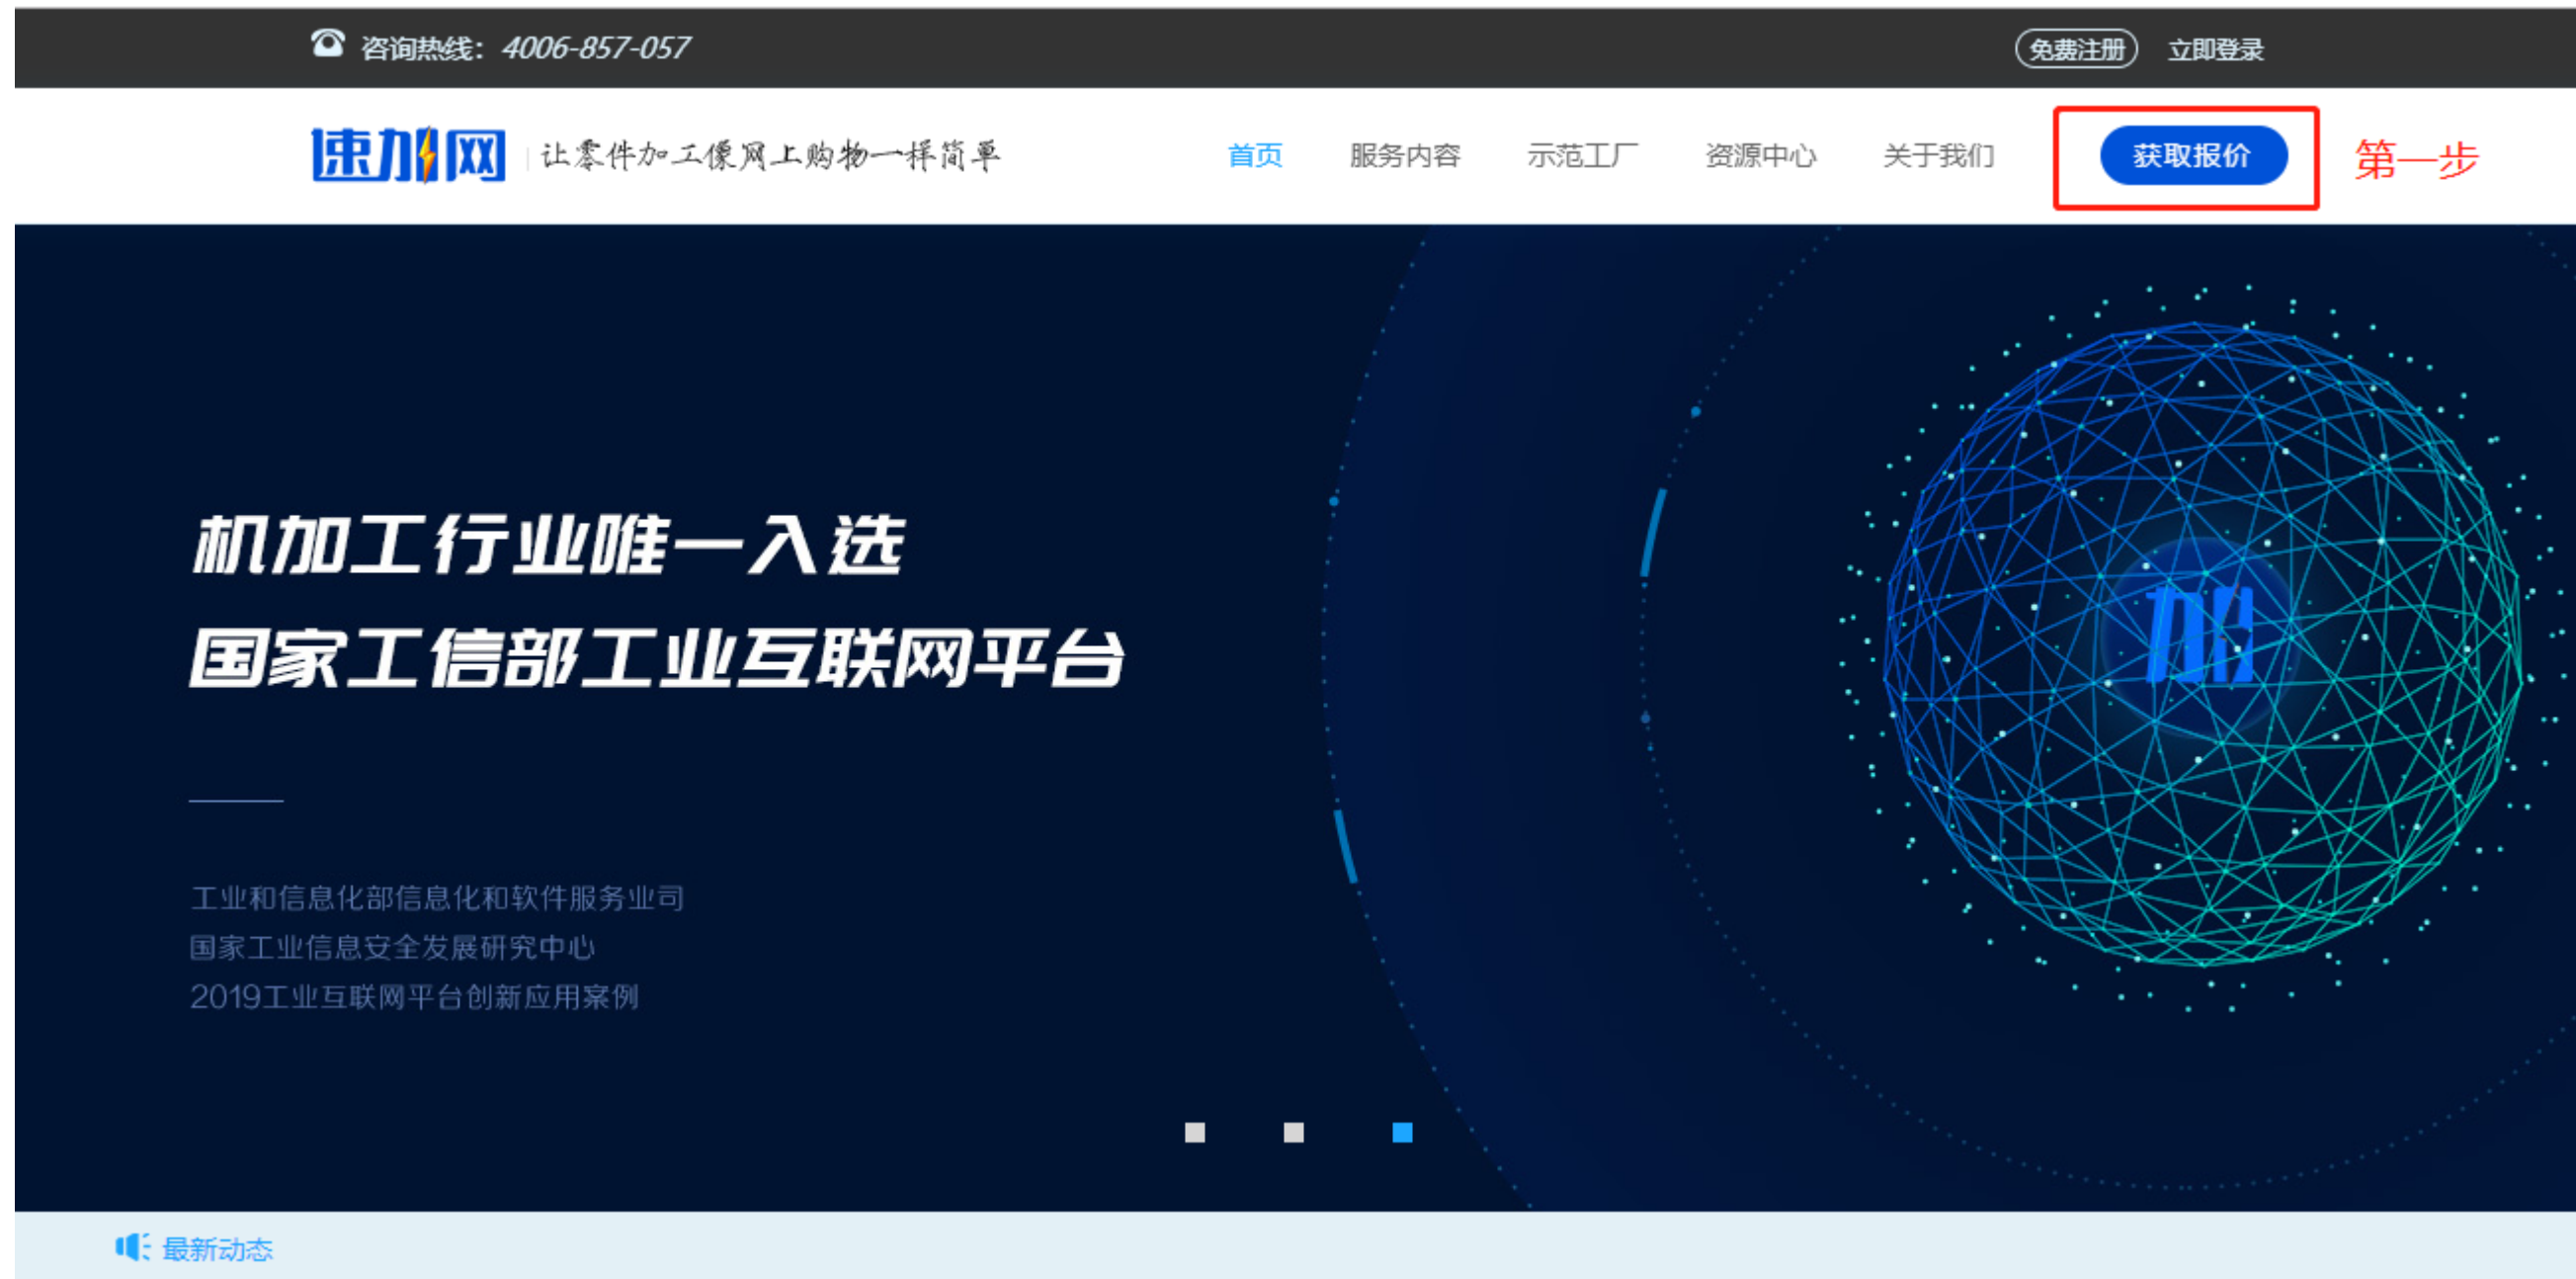 咨询热线：4006-857-057
免费注册 立即登录
速加网 让零件加工像网上购物一样简单
首页 服务内容 示范工厂 资源中心 关于我们 获取报价 第一步
机加工行业唯一入选
国家工信部工业互联网平台
加
工业和信息化部信息化和软件服务业司
国家工业信息安全发展研究中心
2019工业互联网平台创新应用案例
最新动态